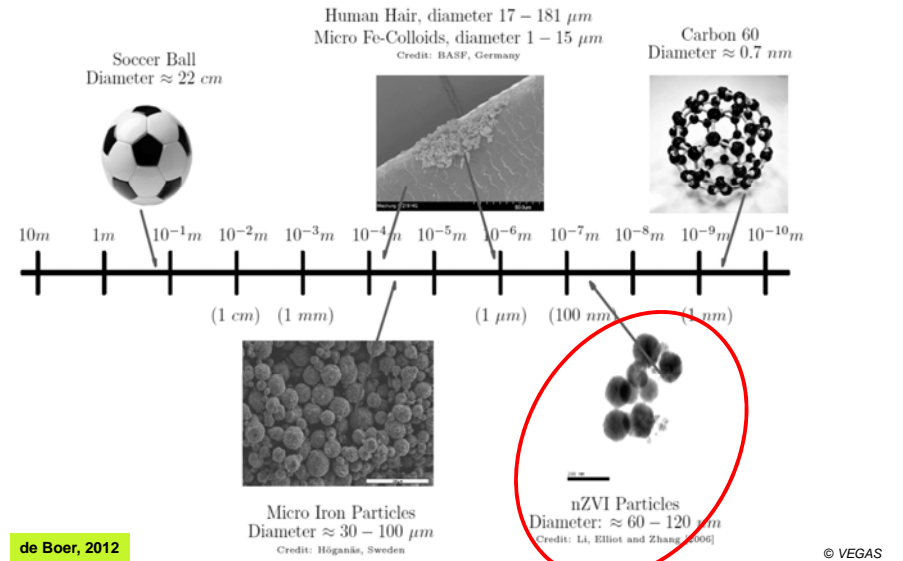 Human Hair, diameter 17 – 181 μm
Micro Fe-Colloids, diameter 1 – 15 μm
Credit: BASF, Germany
Carbon 60
Diameter ≈ 0.7 nm
Soccer Ball
Diameter ≈ 22 cm
10m 1m 10⁻¹m 10⁻²m 10⁻³m 10⁻⁴m 10⁻⁵m 10⁻⁶m 10⁻⁷m 10⁻⁸m 10⁻⁹m 10⁻¹⁰m
(1 cm) (1 mm) (1 μm) (100 nm) (1 nm)
Micro Iron Particles
Diameter ≈ 30 – 100 μm
Credit: Höganäs, Sweden
nZVI Particles
Diameter: ≈ 60 – 120 μm
Credit: Li, Elliot and Zhang [2006]
de Boer, 2012
© VEGAS